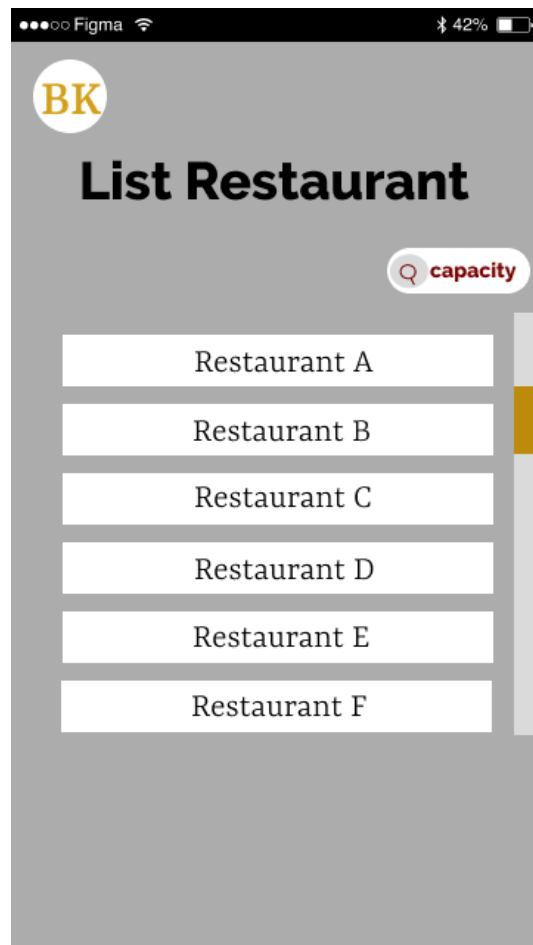 Figma 42%
BK
List Restaurant
capacity
Restaurant A
Restaurant B
Restaurant C
Restaurant D
Restaurant E
Restaurant F